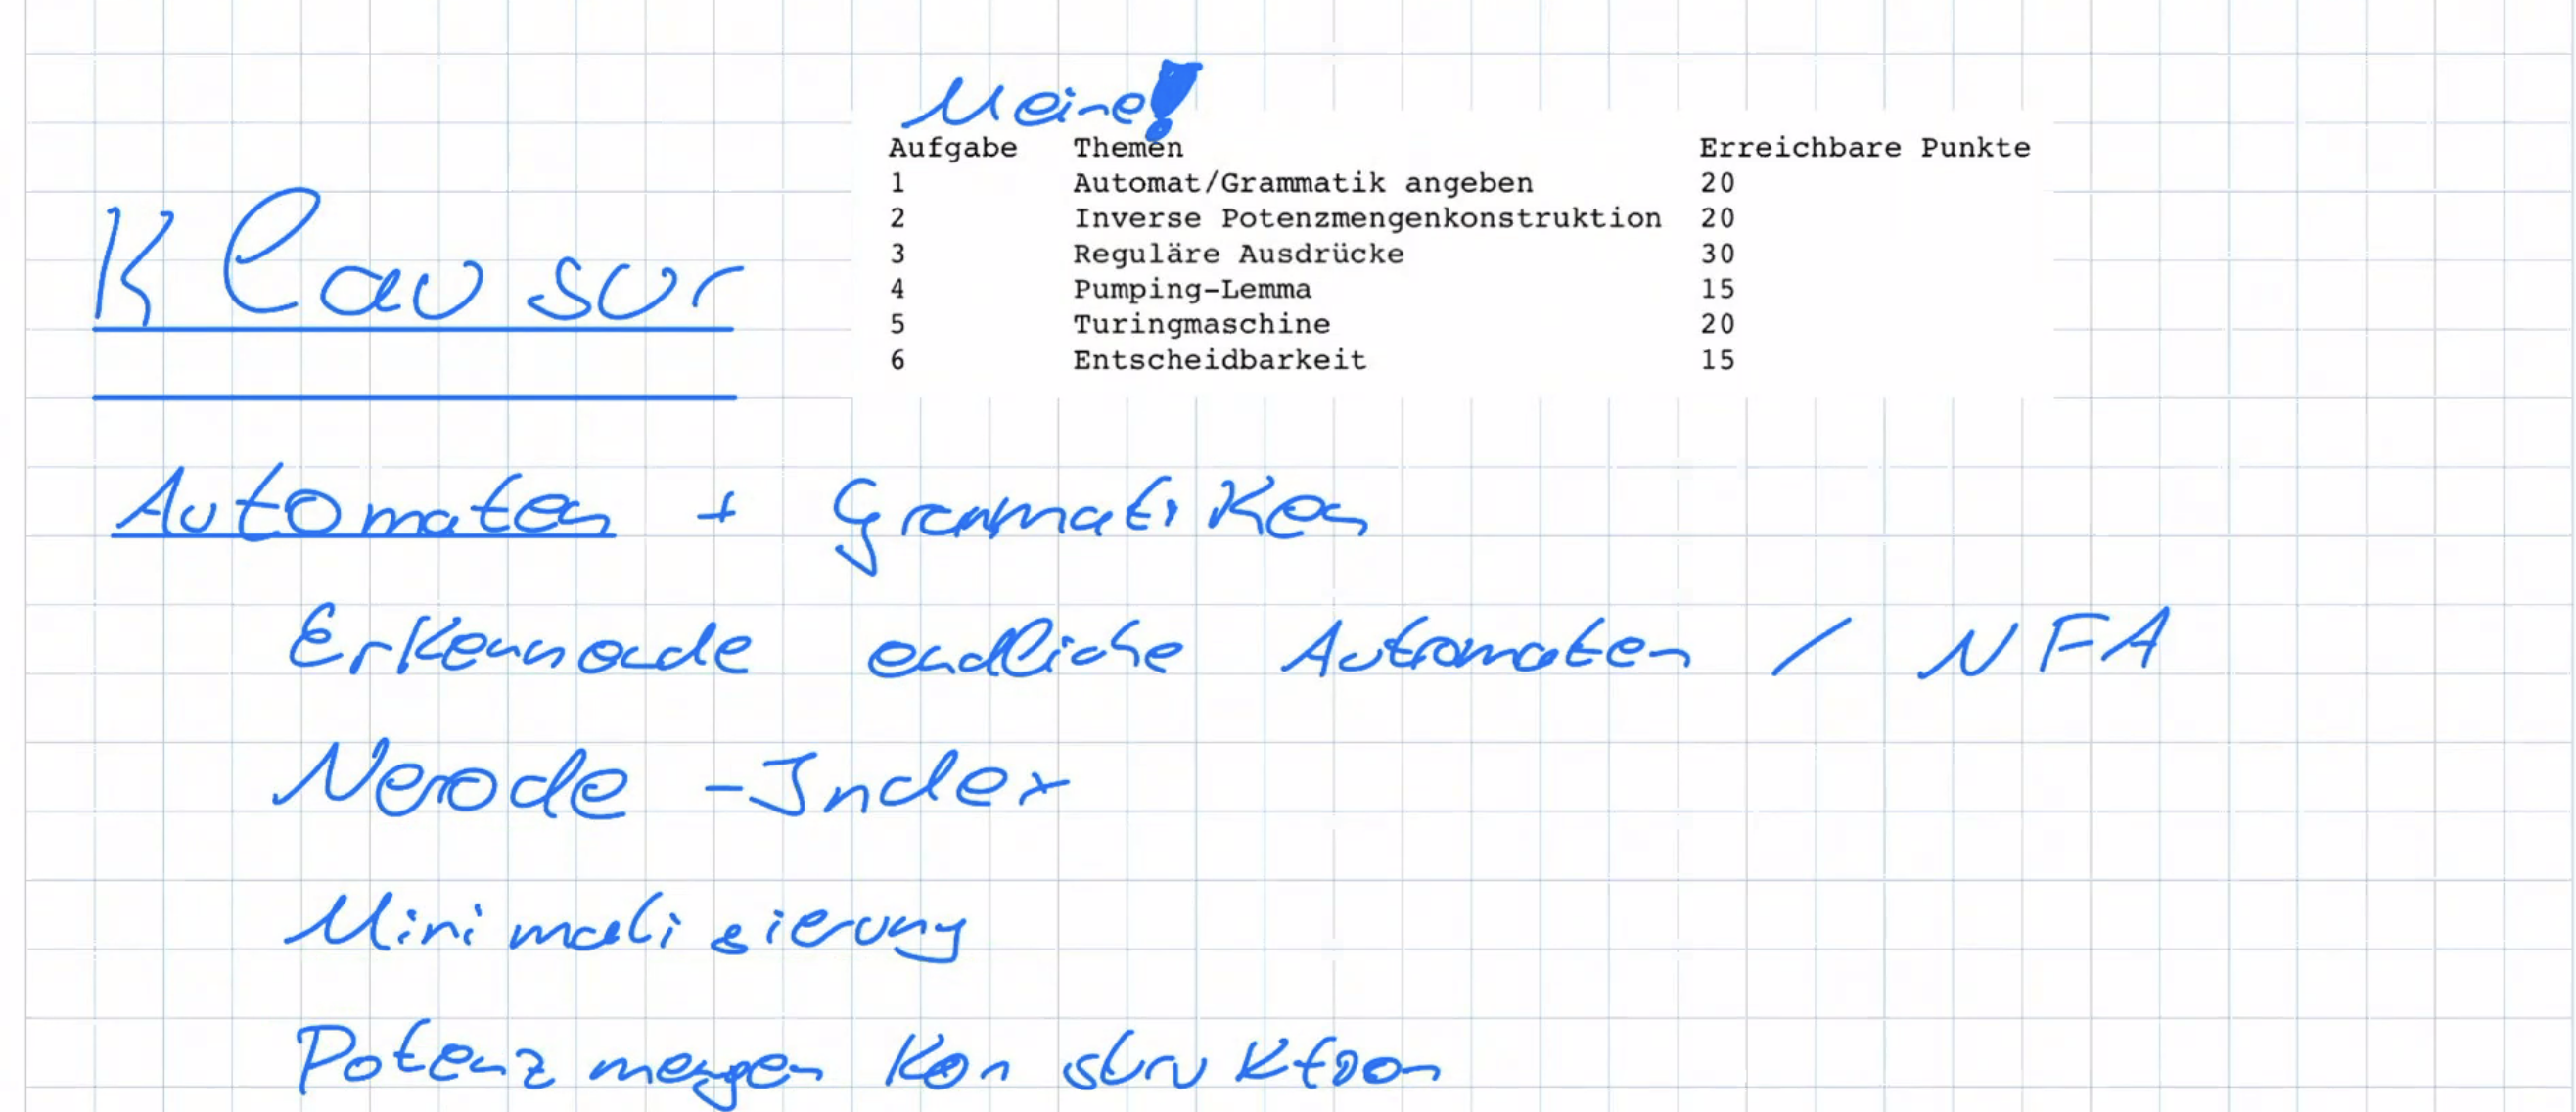 Meine!
Aufgabe Themen Erreichbare Punkte
1 Automat/Grammatik angeben 20
2 Inverse Potenzmengenkonstruktion 20
3 Reguläre Ausdrücke 30
4 Pumping-Lemma 15
5 Turingmaschine 20
6 Entscheidbarkeit 15
Klausur
Automaten + Grammatiken
Erkennende endliche Automaten / NFA
Nerode-Index
Minimalisierung
Potenzmengen Konstruktion